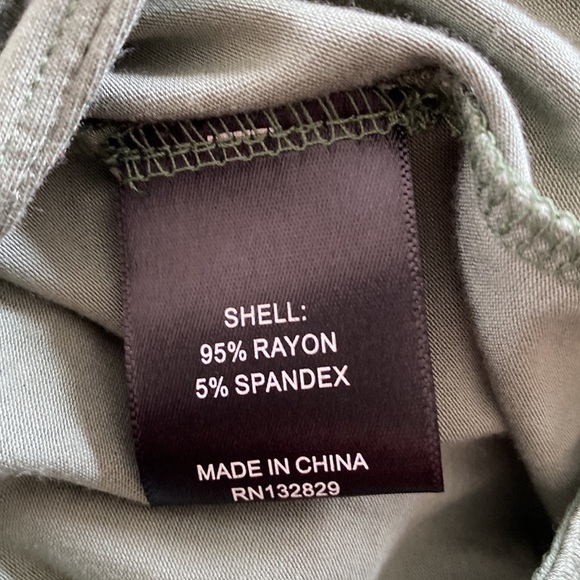 SHELL:
95% RAYON
5% SPANDEX
MADE IN CHINA
RN132829